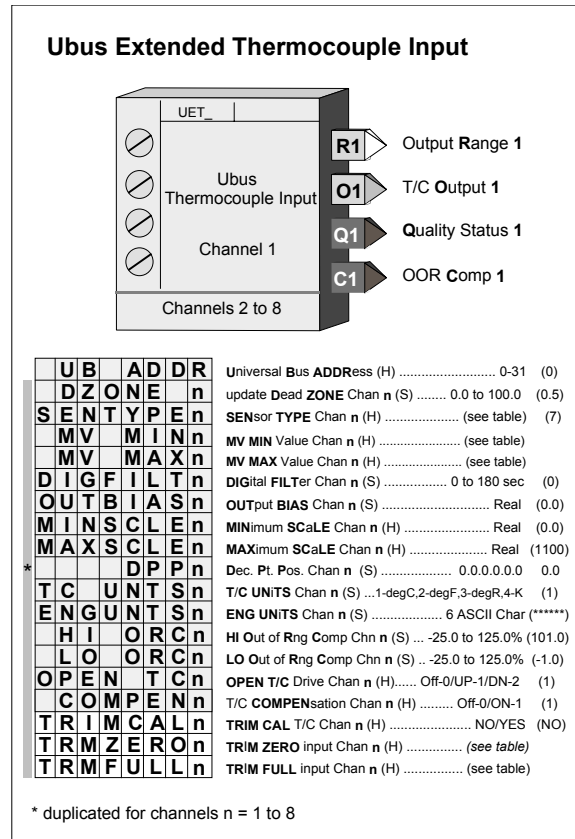 Ubus Extended Thermocouple Input
UET_
Ubus
Thermocouple Input
Channel 1
Channels 2 to 8
R1 Output Range 1
O1 T/C Output 1
Q1 Quality Status 1
C1 OOR Comp 1
UB ADDR Universal Bus ADDRess (H) .......................... 0-31 (0)
DZONE n update Dead ZONE Chan n (S) ........ 0.0 to 100.0 (0.5)
SENTYPEn SENsor TYPE Chan n (H) ................... (see table) (7)
MV MINn MV MIN Value Chan n (H) ..................... (see table)
MV MAXn MV MAX Value Chan n (H) .................... (see table)
DIGFILTn DIGital FILTer Chan n (S) ................ 0 to 180 sec (0)
OUTBIASn OUTput BIAS Chan n (S) .......................... Real (0.0)
MINSCLEn MINimum SCaLE Chan n (H) .................... Real (0.0)
MAXSCLEn MAXimum SCaLE Chan n (H) ................... Real (1100)
* DPPn Dec. Pt. Pos. Chan n (S) .................. 0.0.0.0.0.0 0.0
TC UNTSn T/C UNiTS Chan n (S) ...1-degC,2-degF,3-degR,4-K (1)
ENGUNTSn ENG UNiTS Chan n (S) ................... 6 ASCII Char (******)
HI ORCn HI Out of Rng Comp Chn n (S) ... -25.0 to 125.0% (101.0)
LO ORCn LO Out of Rng Comp Chn n (S) .. -25.0 to 125.0% (-1.0)
OPEN TCn OPEN T/C Drive Chan n (H)...... Off-0/UP-1/DN-2 (1)
COMPENn T/C COMPENsation Chan n (H) ......... Off-0/ON-1 (1)
TRIMCALn TRIM CAL T/C Chan n (H) ..................... NO/YES (NO)
TRMZEROn TRIM ZERO input Chan n (H) ................... (see table)
TRMFULLn TRIM FULL input Chan n (H) ................ (see table)
* duplicated for channels n = 1 to 8